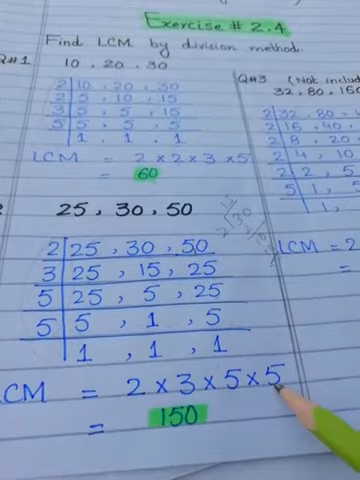 Exercise # 2.4
Find LCM by division method.
Q#1
10 , 20 , 30
2 | 10 , 20 , 30
2 | 5 , 10 , 15
3 | 5 , 5 , 15
5 | 5 , 5 , 5
1 , 1 , 1
LCM = 2 × 2 × 3 × 5
= 60
25 , 30 , 50
2 | 25 , 30 , 50
3 | 25 , 15 , 25
5 | 25 , 5 , 25
5 | 5 , 1 , 5
1 , 1 , 1
LCM = 2 × 3 × 5 × 5
= 150
Q#3 (Not includ
32, 80, 160
2 | 32, 80,
2 | 16, 40,
2 | 8, 20
2 | 4, 10
2 | 2, 5
5 | 1,
1,
LCM = 2
=